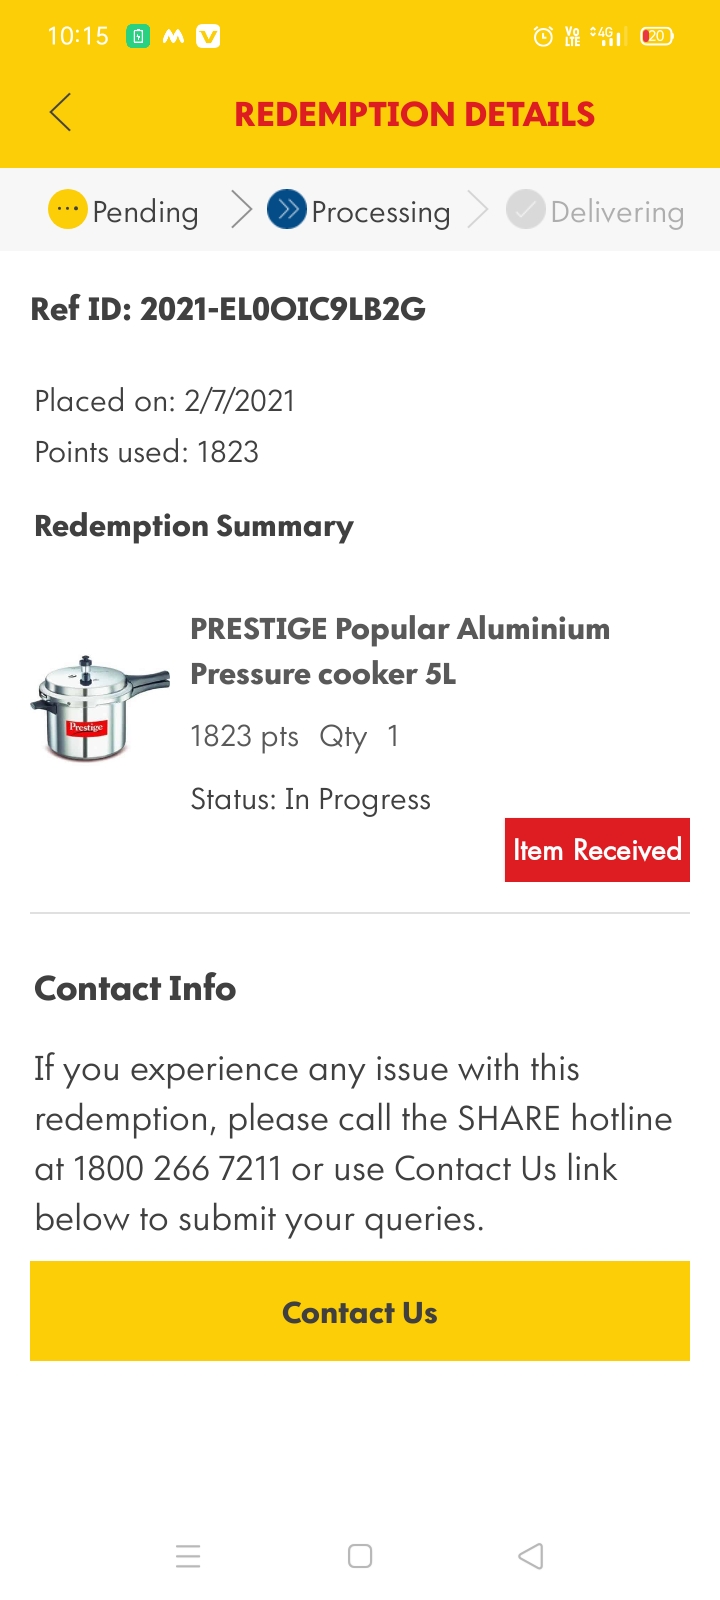 10:15 Vo LTE 4G 20
REDEMPTION DETAILS
Pending Processing Delivering
Ref ID: 2021-EL0OIC9LB2G
Placed on: 2/7/2021
Points used: 1823
Redemption Summary
PRESTIGE Popular Aluminium
Pressure cooker 5L
Prestige
1823 pts Qty 1
Status: In Progress
Item Received
Contact Info
If you experience any issue with this
redemption, please call the SHARE hotline
at 1800 266 7211 or use Contact Us link
below to submit your queries.
Contact Us